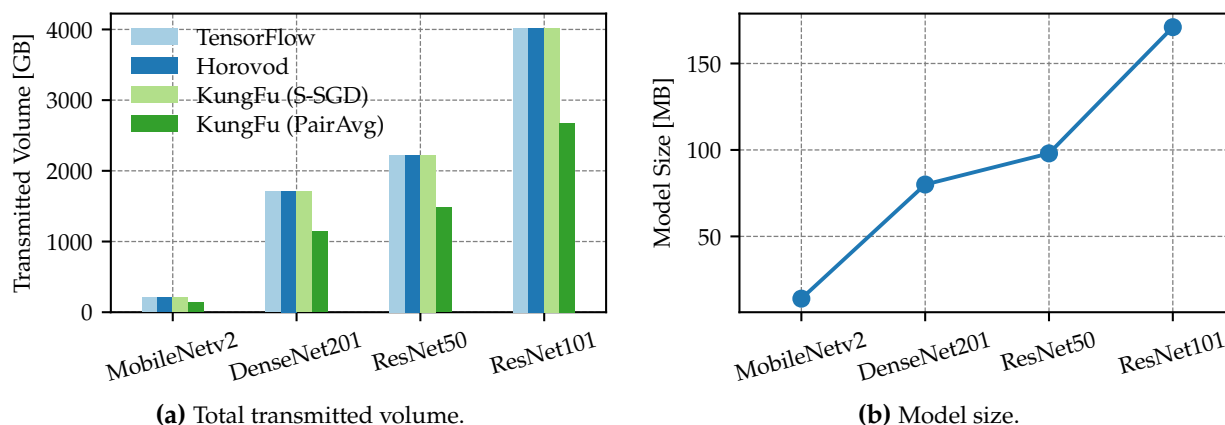 Transmitted Volume [GB]
4000
3000
2000
1000
0
TensorFlow
Horovod
KungFu (S-SGD)
KungFu (PairAvg)
MobileNetv2
DenseNet201
ResNet50
ResNet101
(a) Total transmitted volume.
Model Size [MB]
150
100
50
MobileNetv2
DenseNet201
ResNet50
ResNet101
(b) Model size.